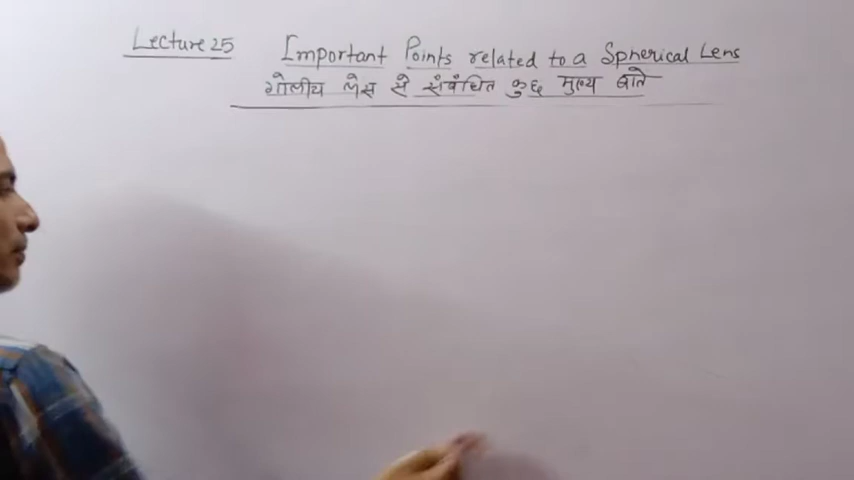 Lecture 25 Important Points related to a Spherical Lens
गोलीय लेंस से संबंधित कुछ मुख्य बातें